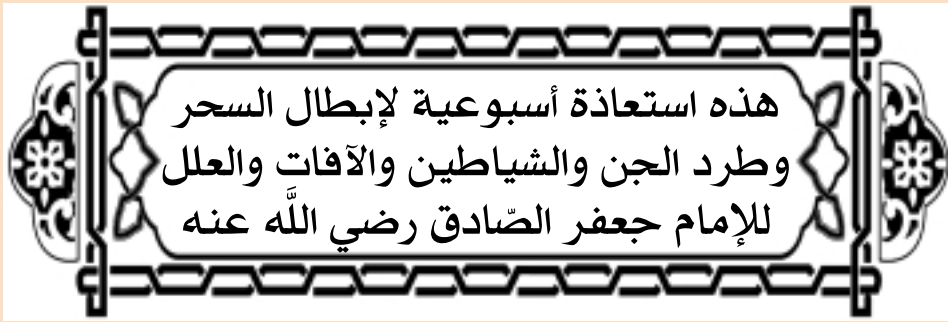 هذه استعاذة أسبوعية لإبطال السحر
وطرد الجن والشياطين والآفات والعلل
للإمام جعفر الصّادق رضي اللَّه عنه